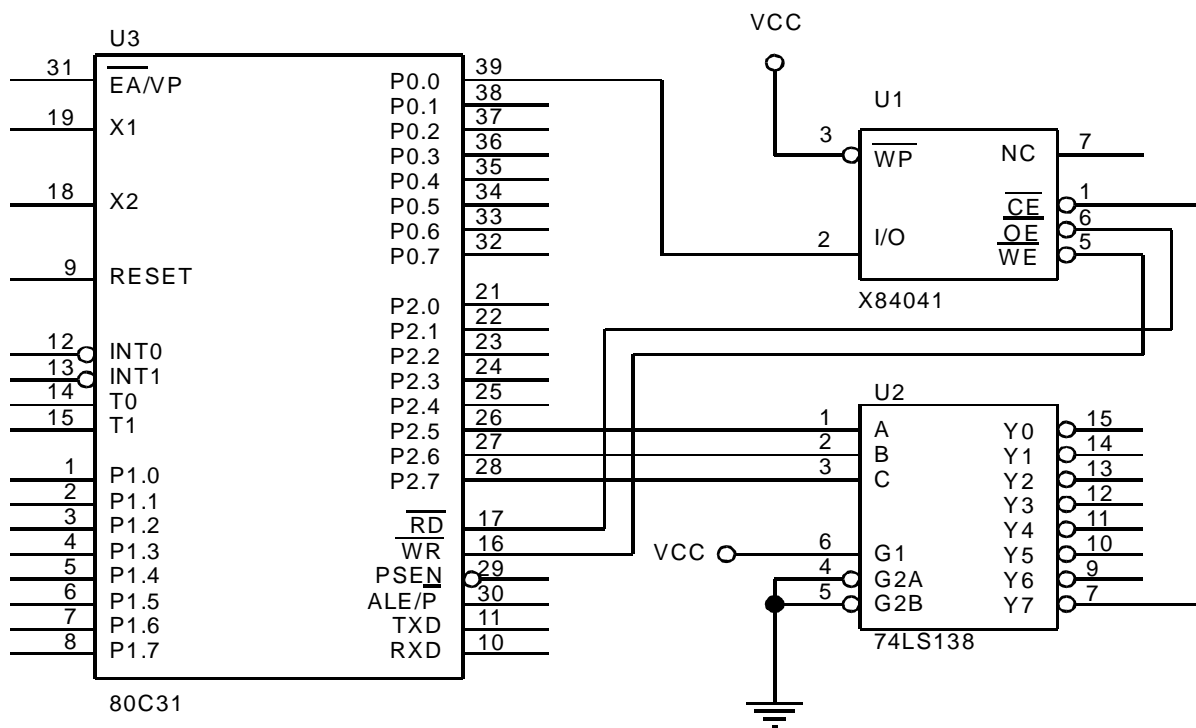 U3
31 EA/VP
19 X1
18 X2
9 RESET
12 INT0
13 INT1
14 T0
15 T1
1 P1.0
2 P1.1
3 P1.2
4 P1.3
5 P1.4
6 P1.5
7 P1.6
8 P1.7
P0.0 39
P0.1 38
P0.2 37
P0.3 36
P0.4 35
P0.5 34
P0.6 33
P0.7 32
P2.0 21
P2.1 22
P2.2 23
P2.3 24
P2.4 25
P2.5 26
P2.6 27
P2.7 28
RD 17
WR 16
PSEN 29
ALE/P 30
TXD 11
RXD 10
80C31
VCC
U1
3 WP
2 I/O
NC 7
CE 1
OE 6
WE 5
X84041
U2
1 A
2 B
3 C
VCC
6 G1
4 G2A
5 G2B
Y0 15
Y1 14
Y2 13
Y3 12
Y4 11
Y5 10
Y6 9
Y7 7
74LS138